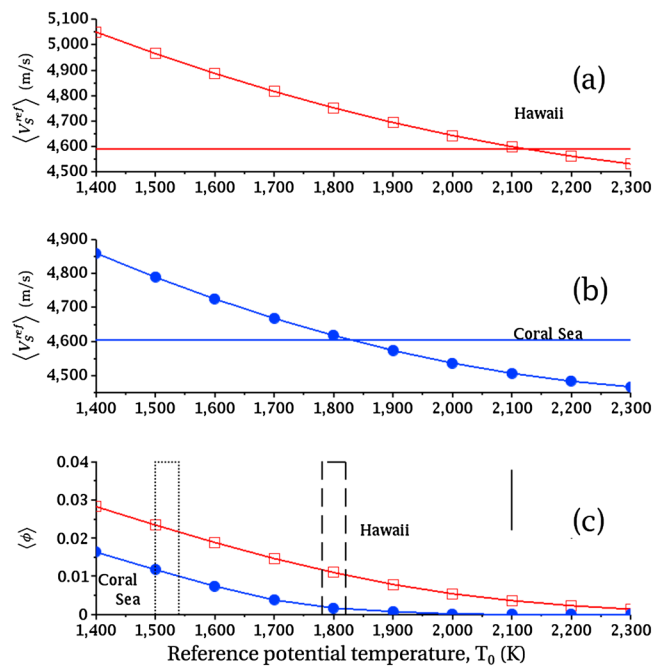 5,100
5,000
4,900
4,800
4,700
4,600
4,500
⟨V_S^ref⟩ (m/s)
(a)
Hawaii
1,400 1,500 1,600 1,700 1,800 1,900 2,000 2,100 2,200 2,300
4,900
4,800
4,700
4,600
4,500
⟨V_S^ref⟩ (m/s)
(b)
Coral Sea
1,400 1,500 1,600 1,700 1,800 1,900 2,000 2,100 2,200 2,300
0.04
0.03
0.02
0.01
0
⟨ϕ⟩
(c)
Hawaii
Coral
Sea
1,400 1,500 1,600 1,700 1,800 1,900 2,000 2,100 2,200 2,300
Reference potential temperature, T₀ (K)